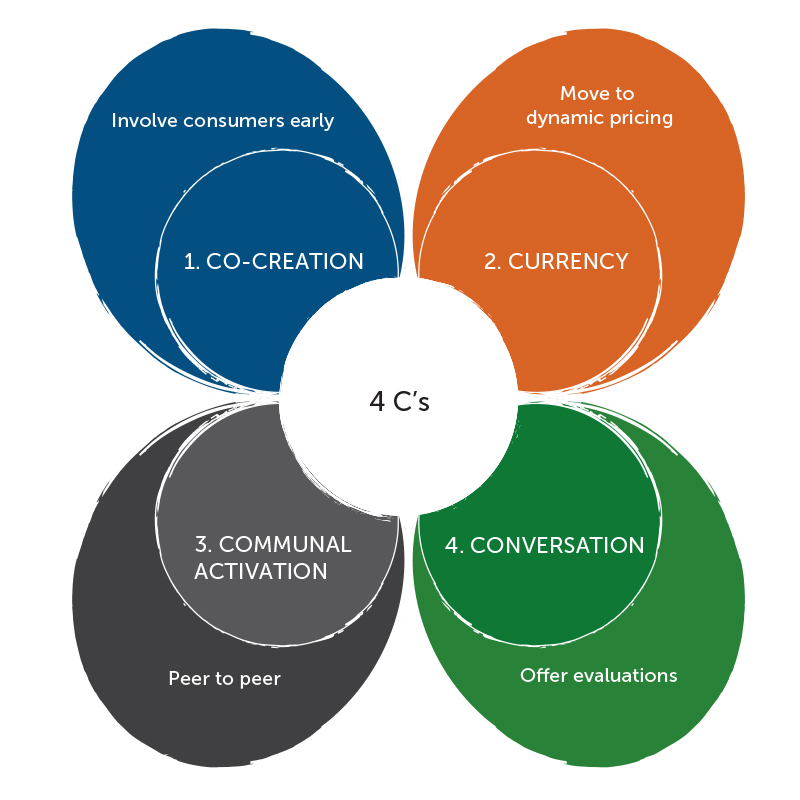 Involve consumers early
1. CO-CREATION
Move to
dynamic pricing
2. CURRENCY
4 C’s
3. COMMUNAL
ACTIVATION
Peer to peer
4. CONVERSATION
Offer evaluations